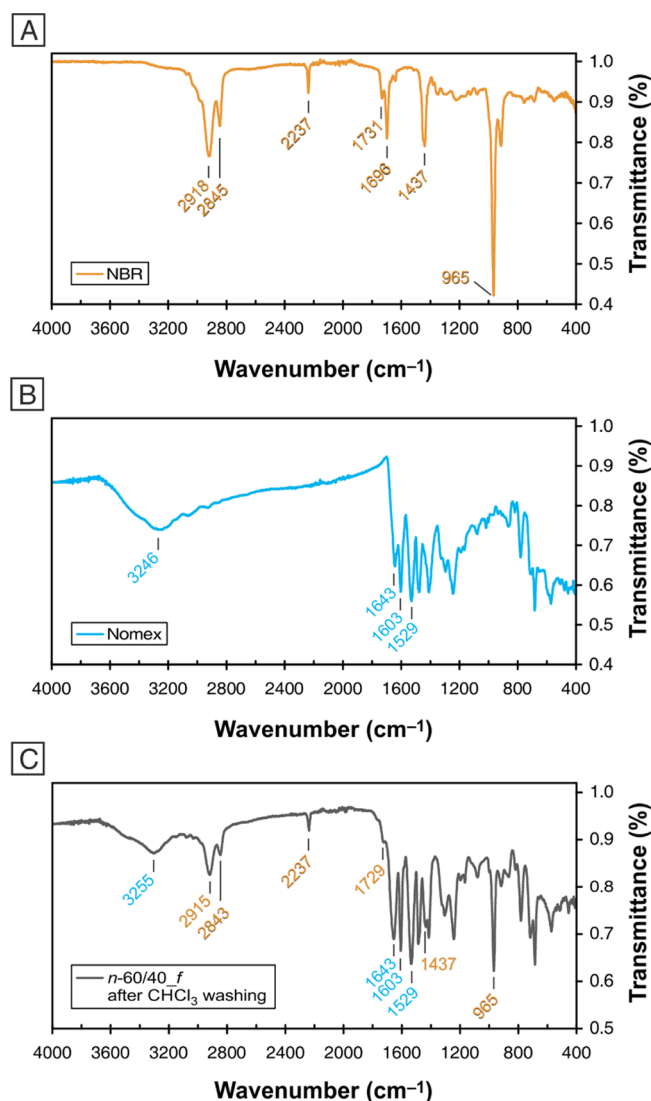 A
1.0
0.9
0.8
0.7
0.6
0.5
0.4
Transmittance (%)
2918
2845
2237
1731
1696
1437
965
NBR
4000 3600 3200 2800 2400 2000 1600 1200 800 400
Wavenumber (cm⁻¹)
B
1.0
0.9
0.8
0.7
0.6
0.5
0.4
Transmittance (%)
3246
1643
1603
1529
Nomex
4000 3600 3200 2800 2400 2000 1600 1200 800 400
Wavenumber (cm⁻¹)
C
1.0
0.9
0.8
0.7
0.6
0.5
Transmittance (%)
3255
2915
2843
2237
1729
1643
1603
1529
1437
965
n-60/40_f
after CHCl₃ washing
4000 3600 3200 2800 2400 2000 1600 1200 800 400
Wavenumber (cm⁻¹)